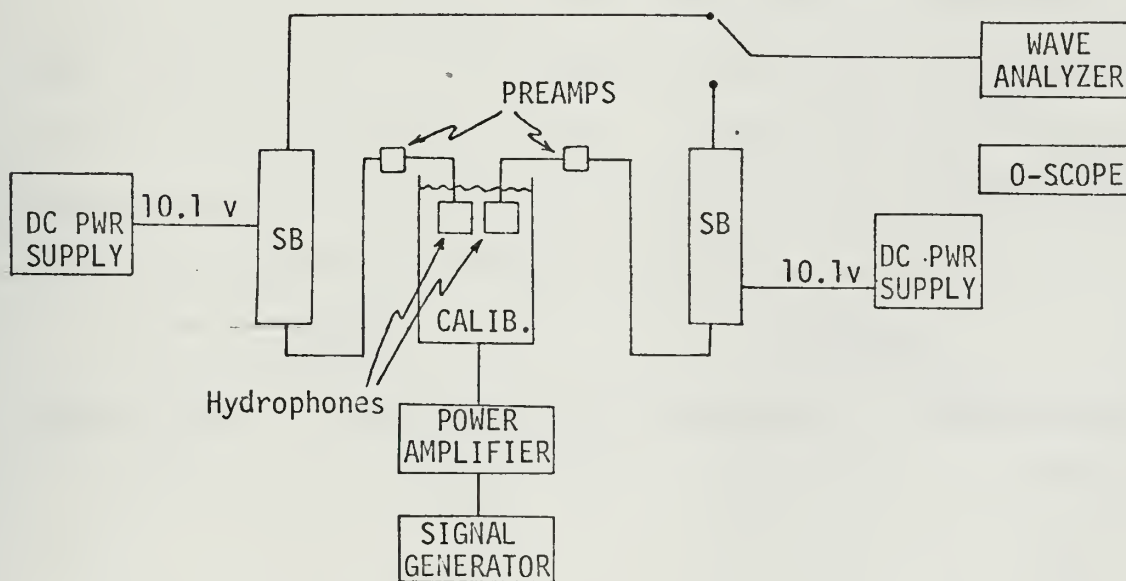 WAVE
ANALYZER
PREAMPS
O-SCOPE
DC PWR
SUPPLY
10.1 v
SB
SB
10.1v
DC PWR
SUPPLY
CALIB.
Hydrophones
POWER
AMPLIFIER
SIGNAL
GENERATOR